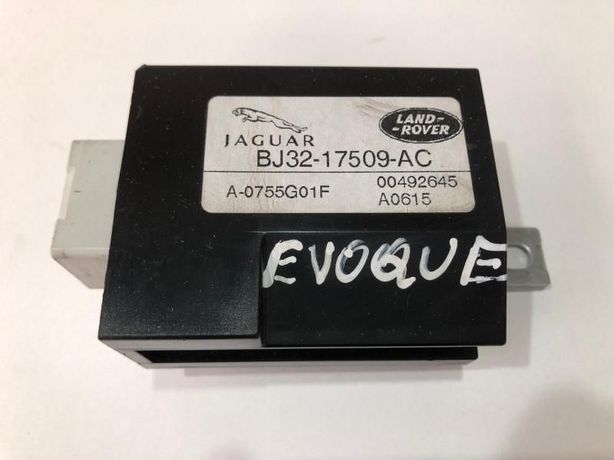 JAGUAR
LAND-
-ROVER
BJ32-17509-AC
A-0755G01F 00492645
A0615
EVOQUE